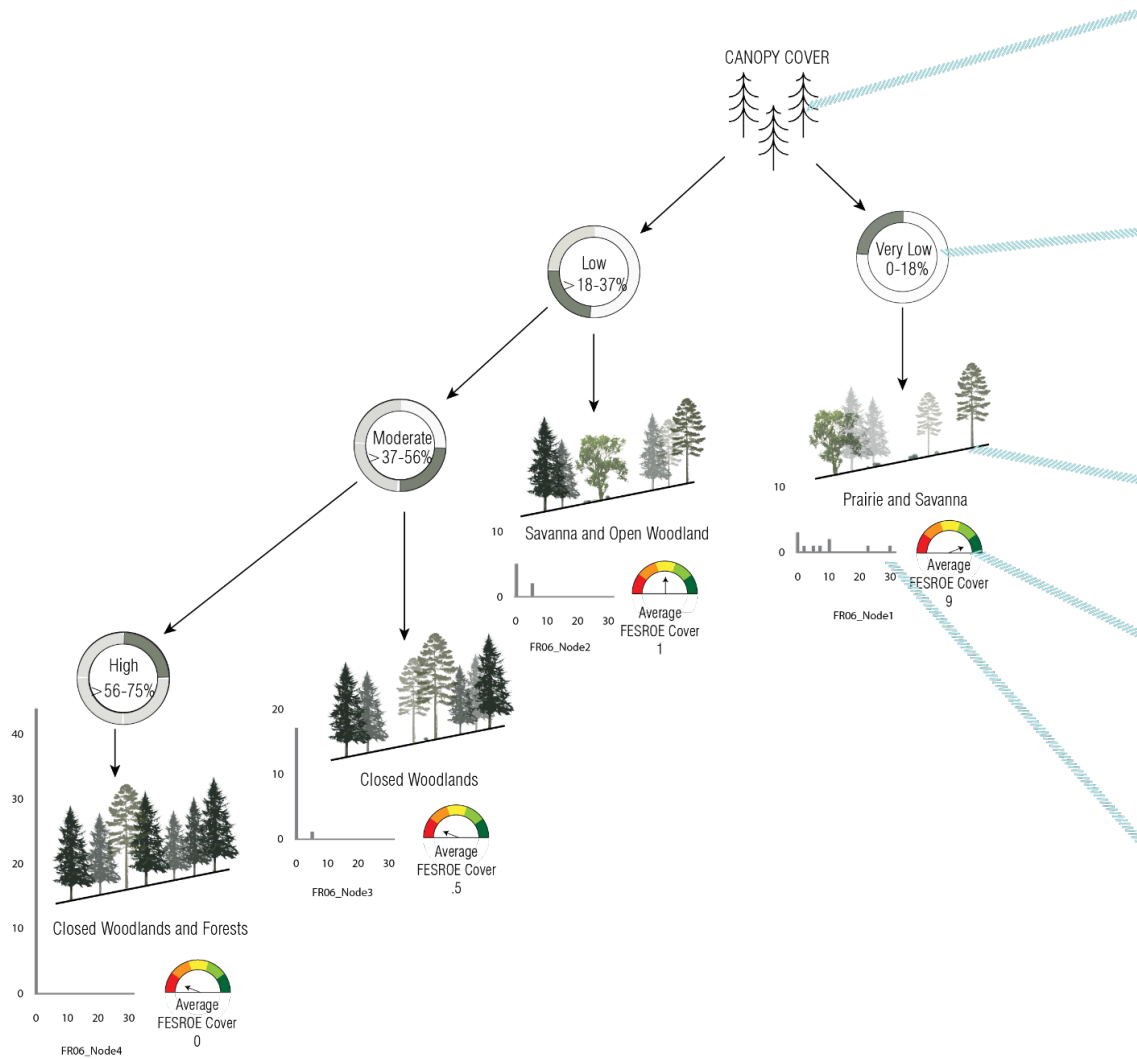 CANOPY COVER
Low
>18-37%
Very Low
0-18%
Moderate
>37-56%
10
Savanna and Open Woodland
0
0 10 20 30
FR06_Node2
Average
FESROE Cover
1
10
Prairie and Savanna
0
0 10 20 30
FR06_Node1
Average
FESROE Cover
9
High
>56-75%
20
Closed Woodlands
10
0
0 10 20 30
FR06_Node3
Average
FESROE Cover
.5
40
30
20
Closed Woodlands and Forests
10
0
0 10 20 30
FR06_Node4
Average
FESROE Cover
0